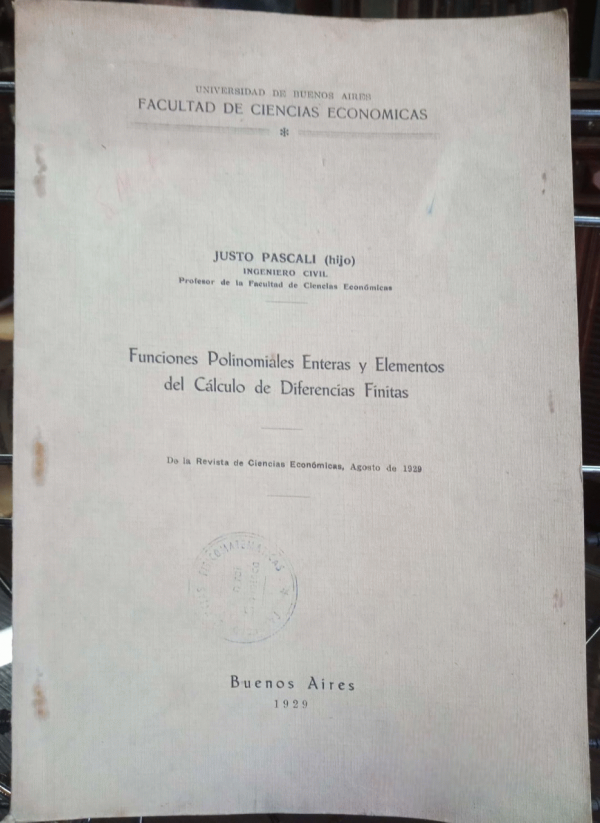 UNIVERSIDAD DE BUENOS AIRES
FACULTAD DE CIENCIAS ECONOMICAS
*
JUSTO PASCALI (hijo)
INGENIERO CIVIL
Profesor de la Facultad de Ciencias Económicas
Funciones Polinomiales Enteras y Elementos
del Cálculo de Diferencias Finitas
De la Revista de Ciencias Económicas, Agosto de 1929
Buenos Aires
1929